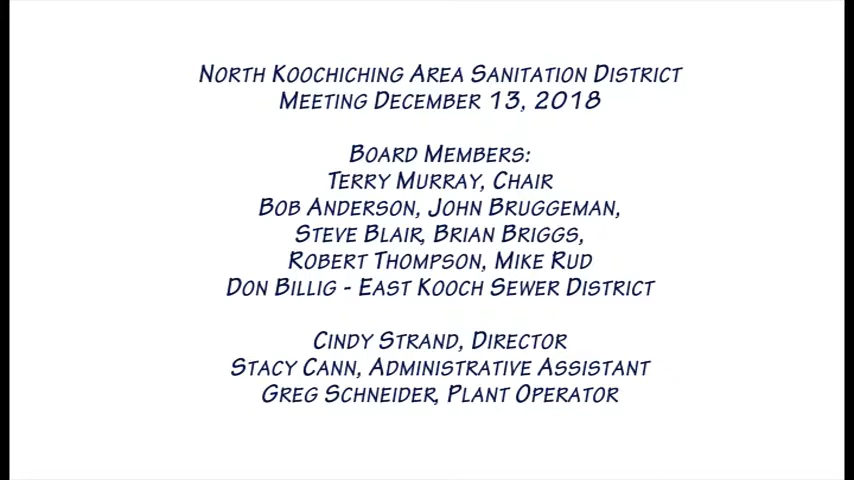 NORTH KOOCHICHING AREA SANITATION DISTRICT
MEETING DECEMBER 13, 2018
BOARD MEMBERS:
TERRY MURRAY, CHAIR
BOB ANDERSON, JOHN BRUGGEMAN,
STEVE BLAIR, BRIAN BRIGGS,
ROBERT THOMPSON, MIKE RUD
DON BILLIG - EAST KOOCH SEWER DISTRICT
CINDY STRAND, DIRECTOR
STACY CANN, ADMINISTRATIVE ASSISTANT
GREG SCHNEIDER, PLANT OPERATOR